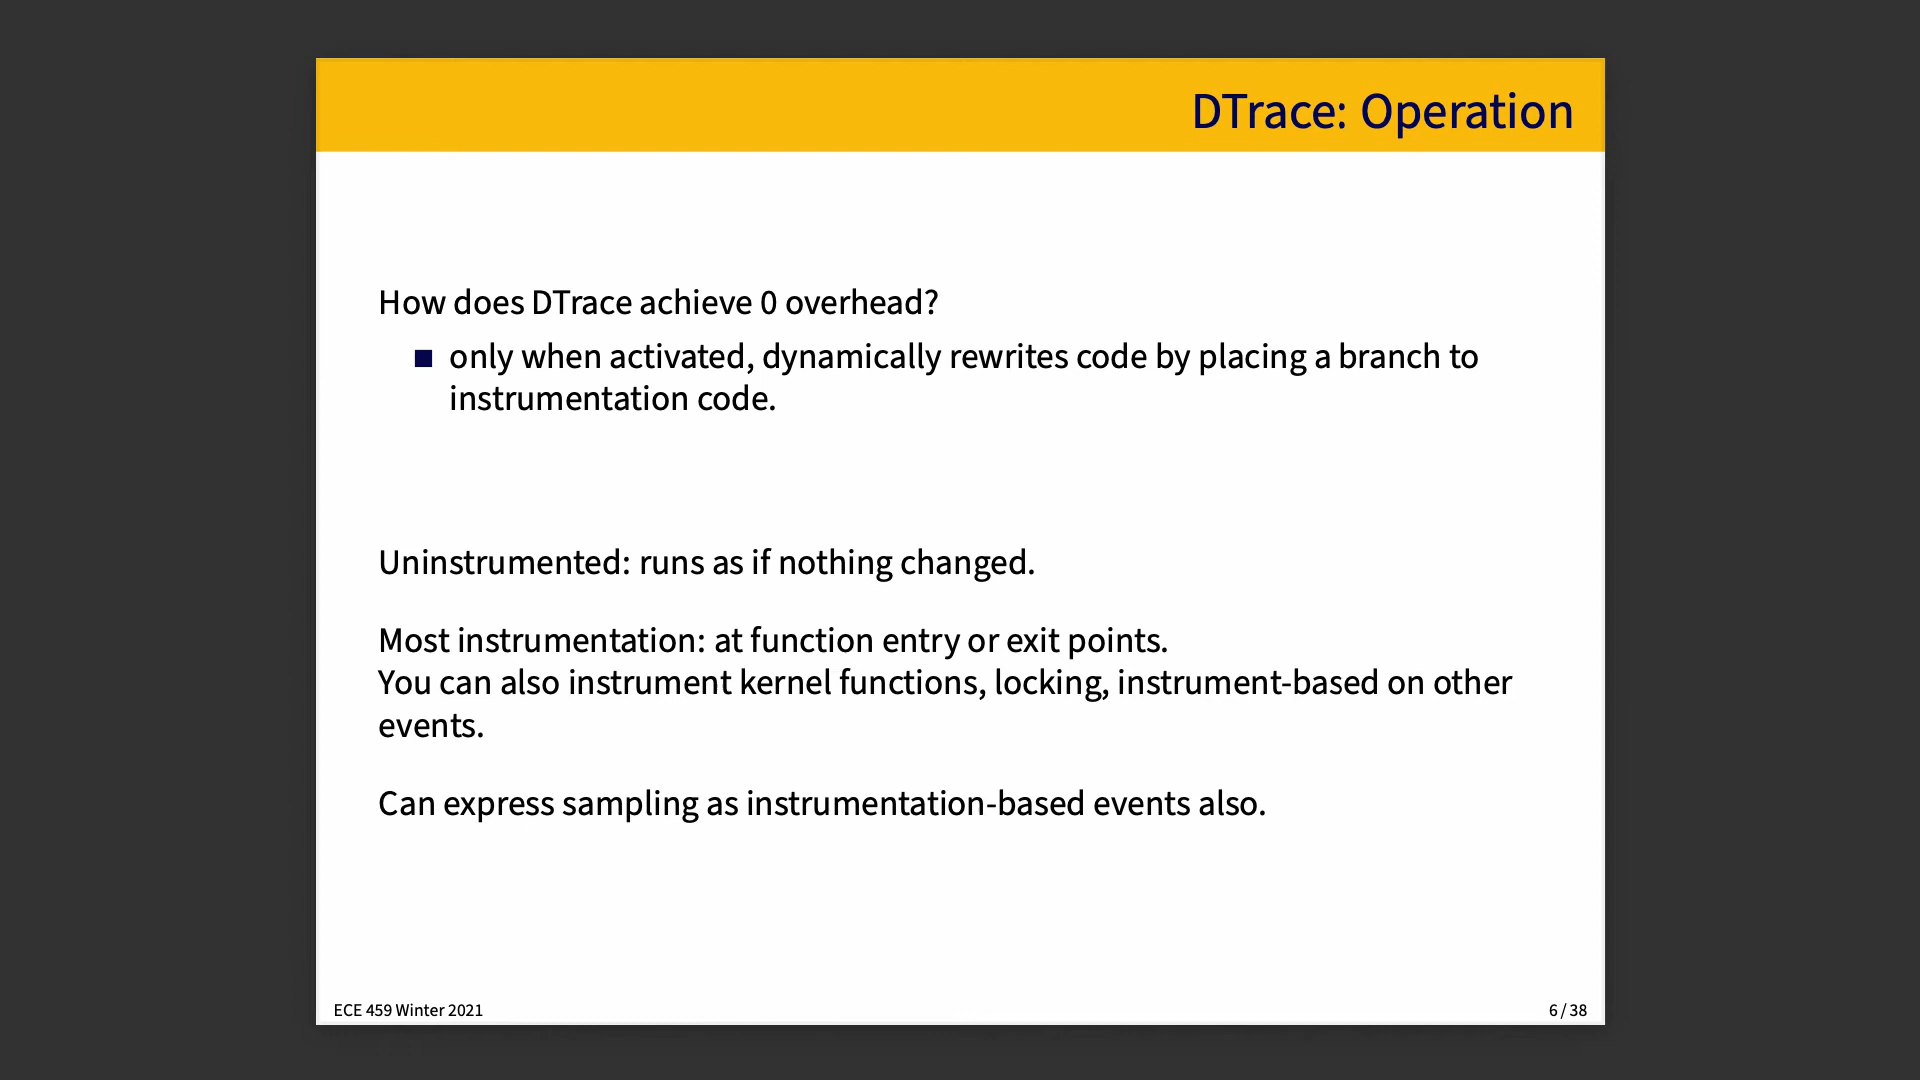 DTrace: Operation
How does DTrace achieve 0 overhead?
■ only when activated, dynamically rewrites code by placing a branch to
instrumentation code.
Uninstrumented: runs as if nothing changed.
Most instrumentation: at function entry or exit points.
You can also instrument kernel functions, locking, instrument-based on other
events.
Can express sampling as instrumentation-based events also.
ECE 459 Winter 2021
6 / 38